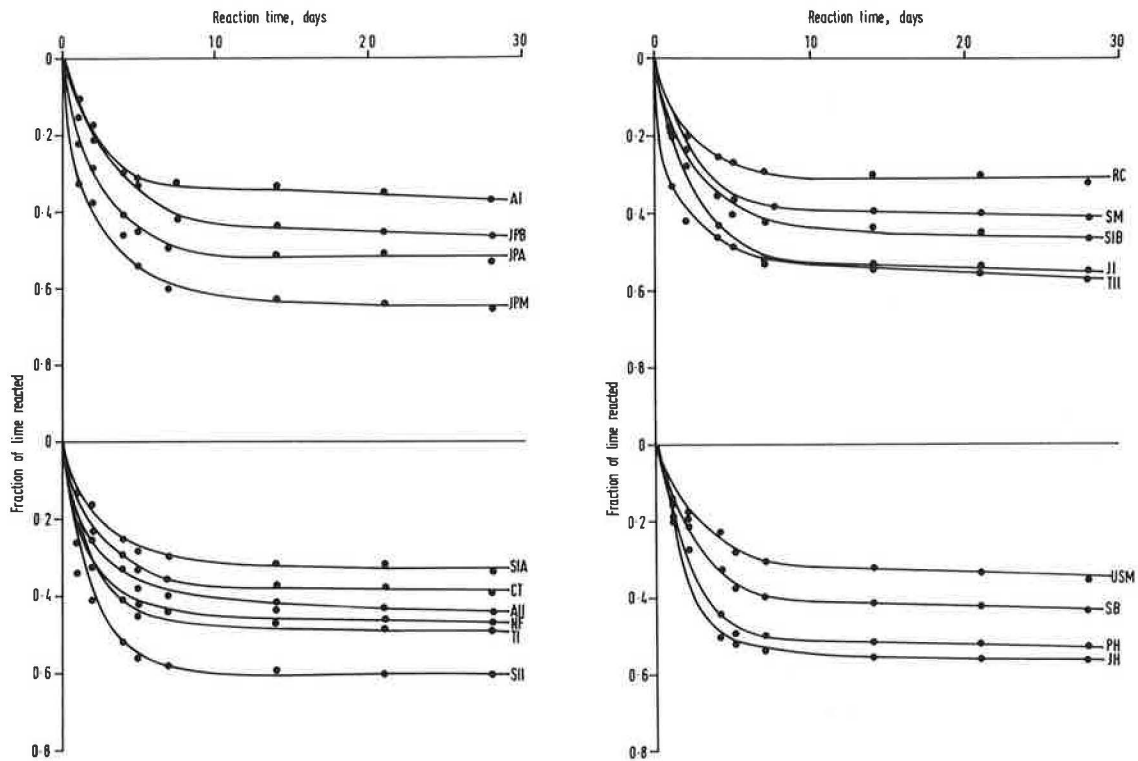 Reaction time, days
0 10 20 30
0
0·2
0·4
0·6
0·8
AI
JPB
JPA
JPM
Fraction of lime reacted
0
0·2
0·4
0·6
0·8
SIA
CT
AU
NF
TI
SII
Reaction time, days
0 10 20 30
0
0·2
0·4
0·6
0·8
RC
SM
SIB
JI
TII
Fraction of lime reacted
0
0·2
0·4
0·6
0·8
USM
SB
PH
JH